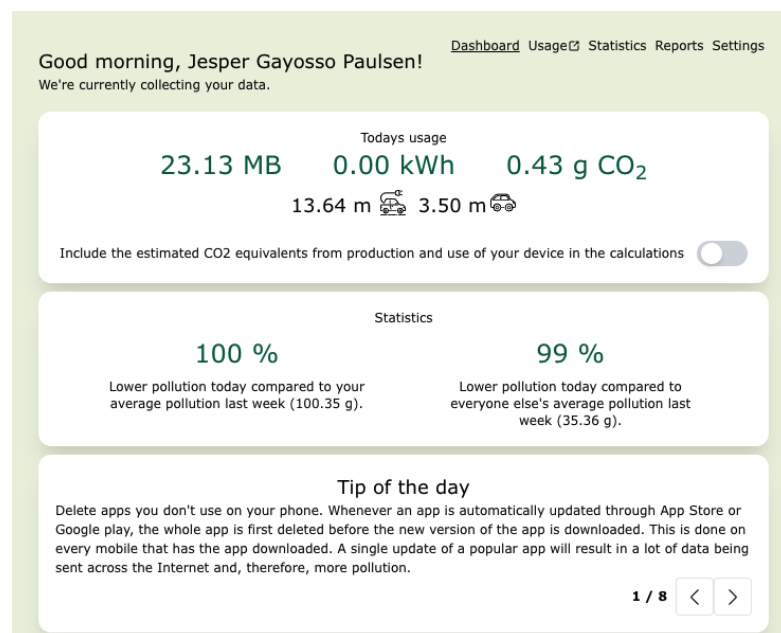 Good morning, Jesper Gayosso Paulsen!
We're currently collecting your data.
Dashboard Usage Statistics Reports Settings
Todays usage
23.13 MB 0.00 kWh 0.43 g CO₂
13.64 m 3.50 m
Include the estimated CO2 equivalents from production and use of your device in the calculations
Statistics
100 %
Lower pollution today compared to your
average pollution last week (100.35 g).
99 %
Lower pollution today compared to
everyone else's average pollution last
week (35.36 g).
Tip of the day
Delete apps you don't use on your phone. Whenever an app is automatically updated through App Store or
Google play, the whole app is first deleted before the new version of the app is downloaded. This is done on
every mobile that has the app downloaded. A single update of a popular app will result in a lot of data being
sent across the Internet and, therefore, more pollution.
1 / 8